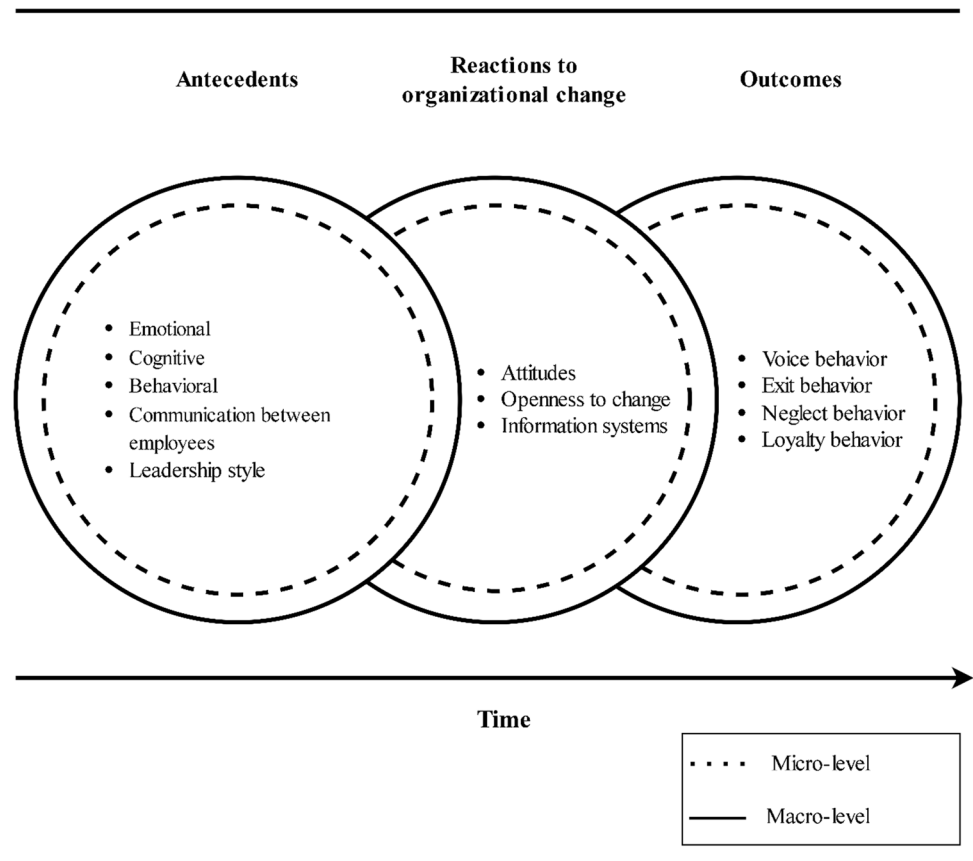 Antecedents
Reactions to
organizational change
Outcomes
• Emotional
• Cognitive
• Behavioral
• Communication between
employees
• Leadership style
• Attitudes
• Openness to change
• Information systems
• Voice behavior
• Exit behavior
• Neglect behavior
• Loyalty behavior
Time
Micro-level
Macro-level